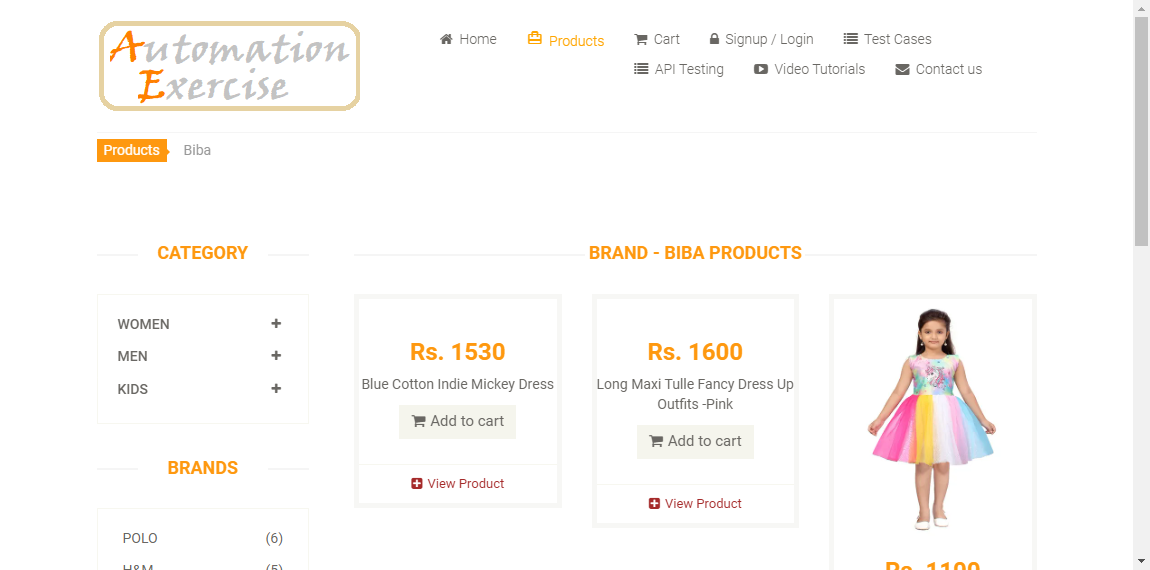 Automation
Exercise
Home
Products
Cart
Signup / Login
Test Cases
API Testing
Video Tutorials
Contact us
Products
Biba
CATEGORY
WOMEN
MEN
KIDS
BRANDS
POLO (6)
H&M (5)
BRAND - BIBA PRODUCTS
Rs. 1530
Blue Cotton Indie Mickey Dress
Add to cart
View Product
Rs. 1600
Long Maxi Tulle Fancy Dress Up
Outfits -Pink
Add to cart
View Product
Rs. 1100